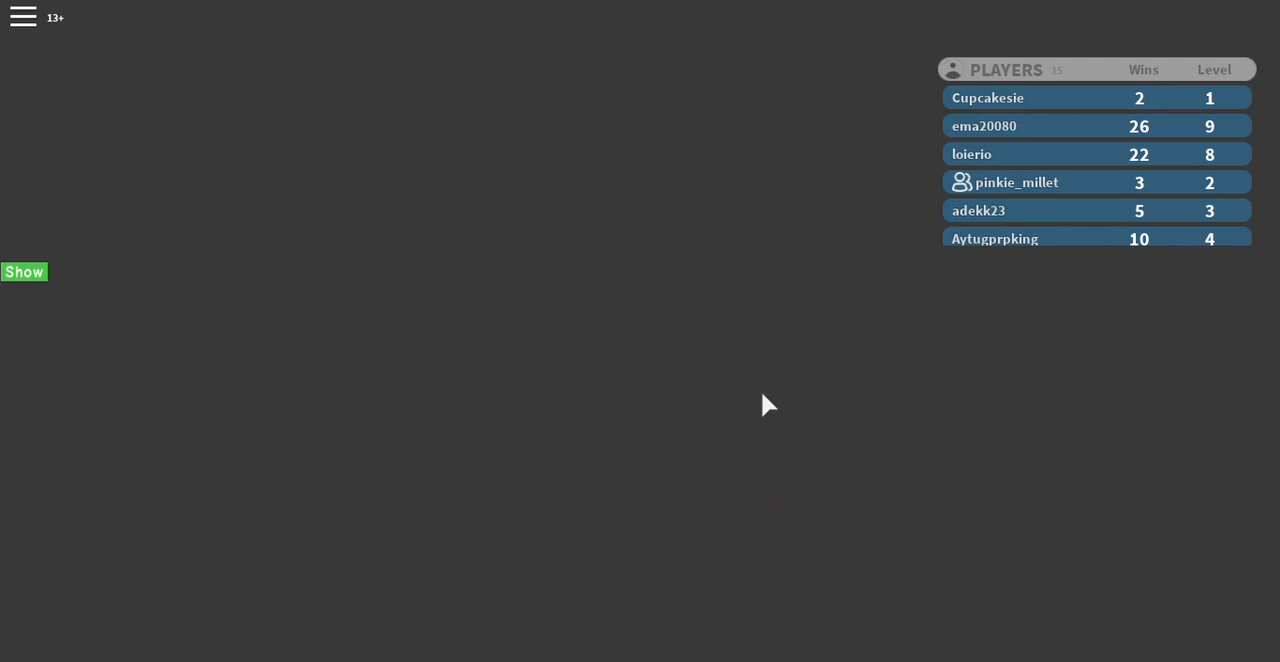 13+
PLAYERS 15 Wins Level
Cupcakesie 2 1
ema20080 26 9
loierio 22 8
pinkie_millet 3 2
adekk23 5 3
Aytugprpking 10 4
Show